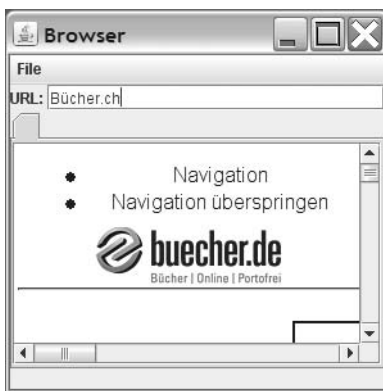 Browser
File
URL: Bücher.ch
Navigation
Navigation überspringen
buecher.de
Bücher | Online | Portofrei